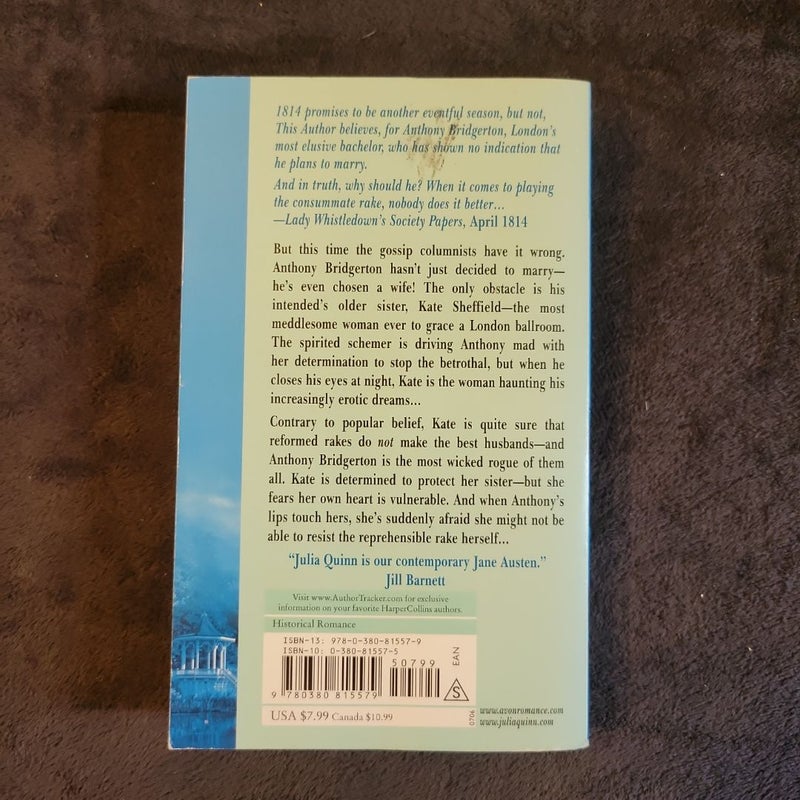 1814 promises to be another eventful season, but not,
This Author believes, for Anthony Bridgerton, London's
most elusive bachelor, who has shown no indication that
he plans to marry.
And in truth, why should he? When it comes to playing
the consummate rake, nobody does it better...
—Lady Whistledown's Society Papers, April 1814
But this time the gossip columnists have it wrong.
Anthony Bridgerton hasn't just decided to marry—
he's even chosen a wife! The only obstacle is his
intended's older sister, Kate Sheffield—the most
meddlesome woman ever to grace a London ballroom.
The spirited schemer is driving Anthony mad with
her determination to stop the betrothal, but when he
closes his eyes at night, Kate is the woman haunting his
increasingly erotic dreams...
Contrary to popular belief, Kate is quite sure that
reformed rakes do not make the best husbands—and
Anthony Bridgerton is the most wicked rogue of them
all. Kate is determined to protect her sister—but she
fears her own heart is vulnerable. And when Anthony's
lips touch hers, she's suddenly afraid she might not be
able to resist the reprehensible rake herself...
"Julia Quinn is our contemporary Jane Austen."
Jill Barnett
Visit www.AuthorTracker.com for exclusive
information on your favorite HarperCollins authors.
Historical Romance
ISBN-13: 978-0-380-81557-9
ISBN-10: 0-380-81557-5
50799
EAN
9 780380 815579
S
USA $7.99 Canada $10.99
0706
www.avonromance.com
www.juliaquinn.com